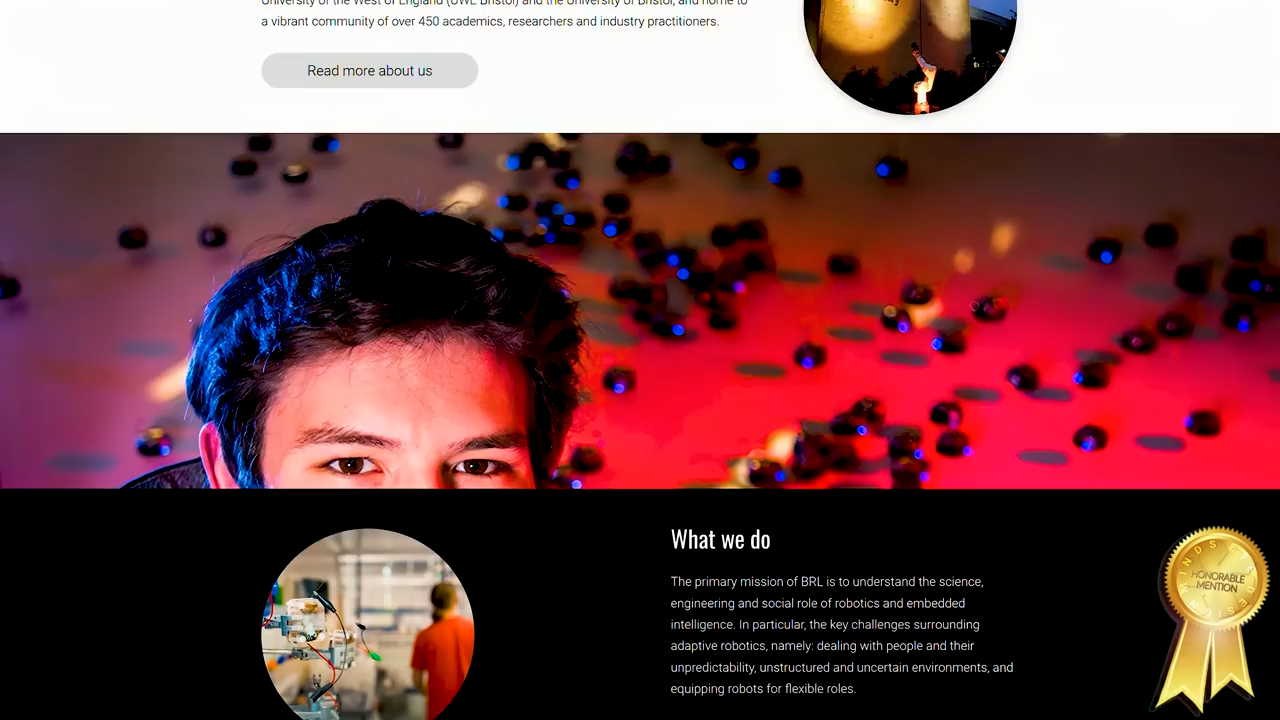 University of the West of England (UWE Bristol) and the University of Bristol, and home to
a vibrant community of over 450 academics, researchers and industry practitioners.
Read more about us
What we do
The primary mission of BRL is to understand the science,
engineering and social role of robotics and embedded
intelligence. In particular, the key challenges surrounding
adaptive robotics, namely: dealing with people and their
unpredictability, unstructured and uncertain environments, and
equipping robots for flexible roles.
HONORABLE
MENTION